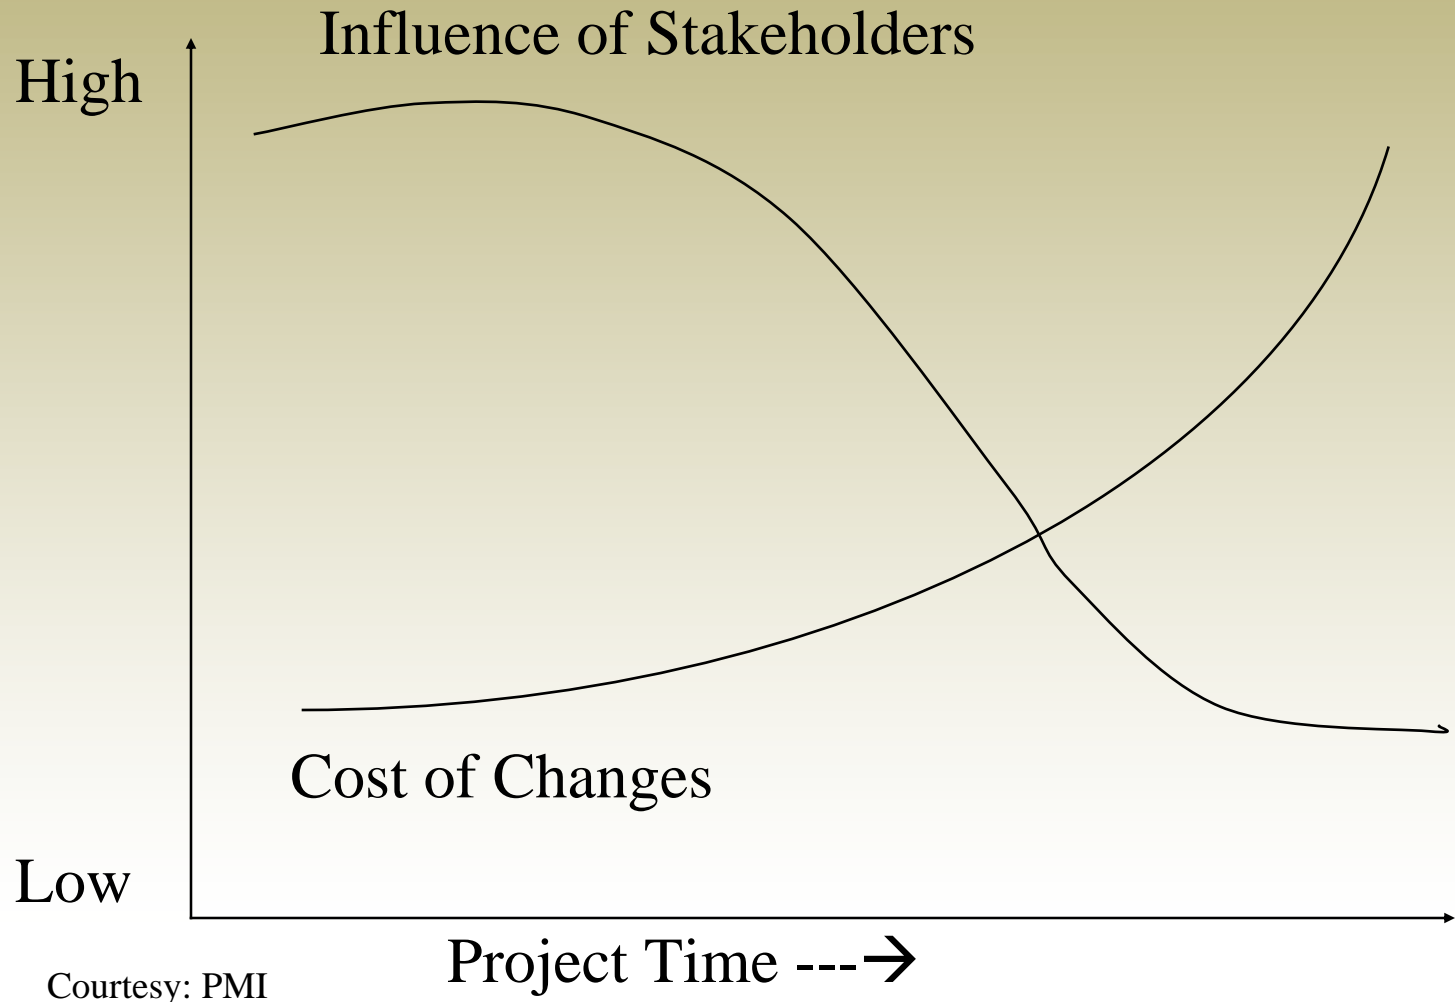 Influence of Stakeholders
High
Cost of Changes
Low
Project Time ---→
Courtesy: PMI